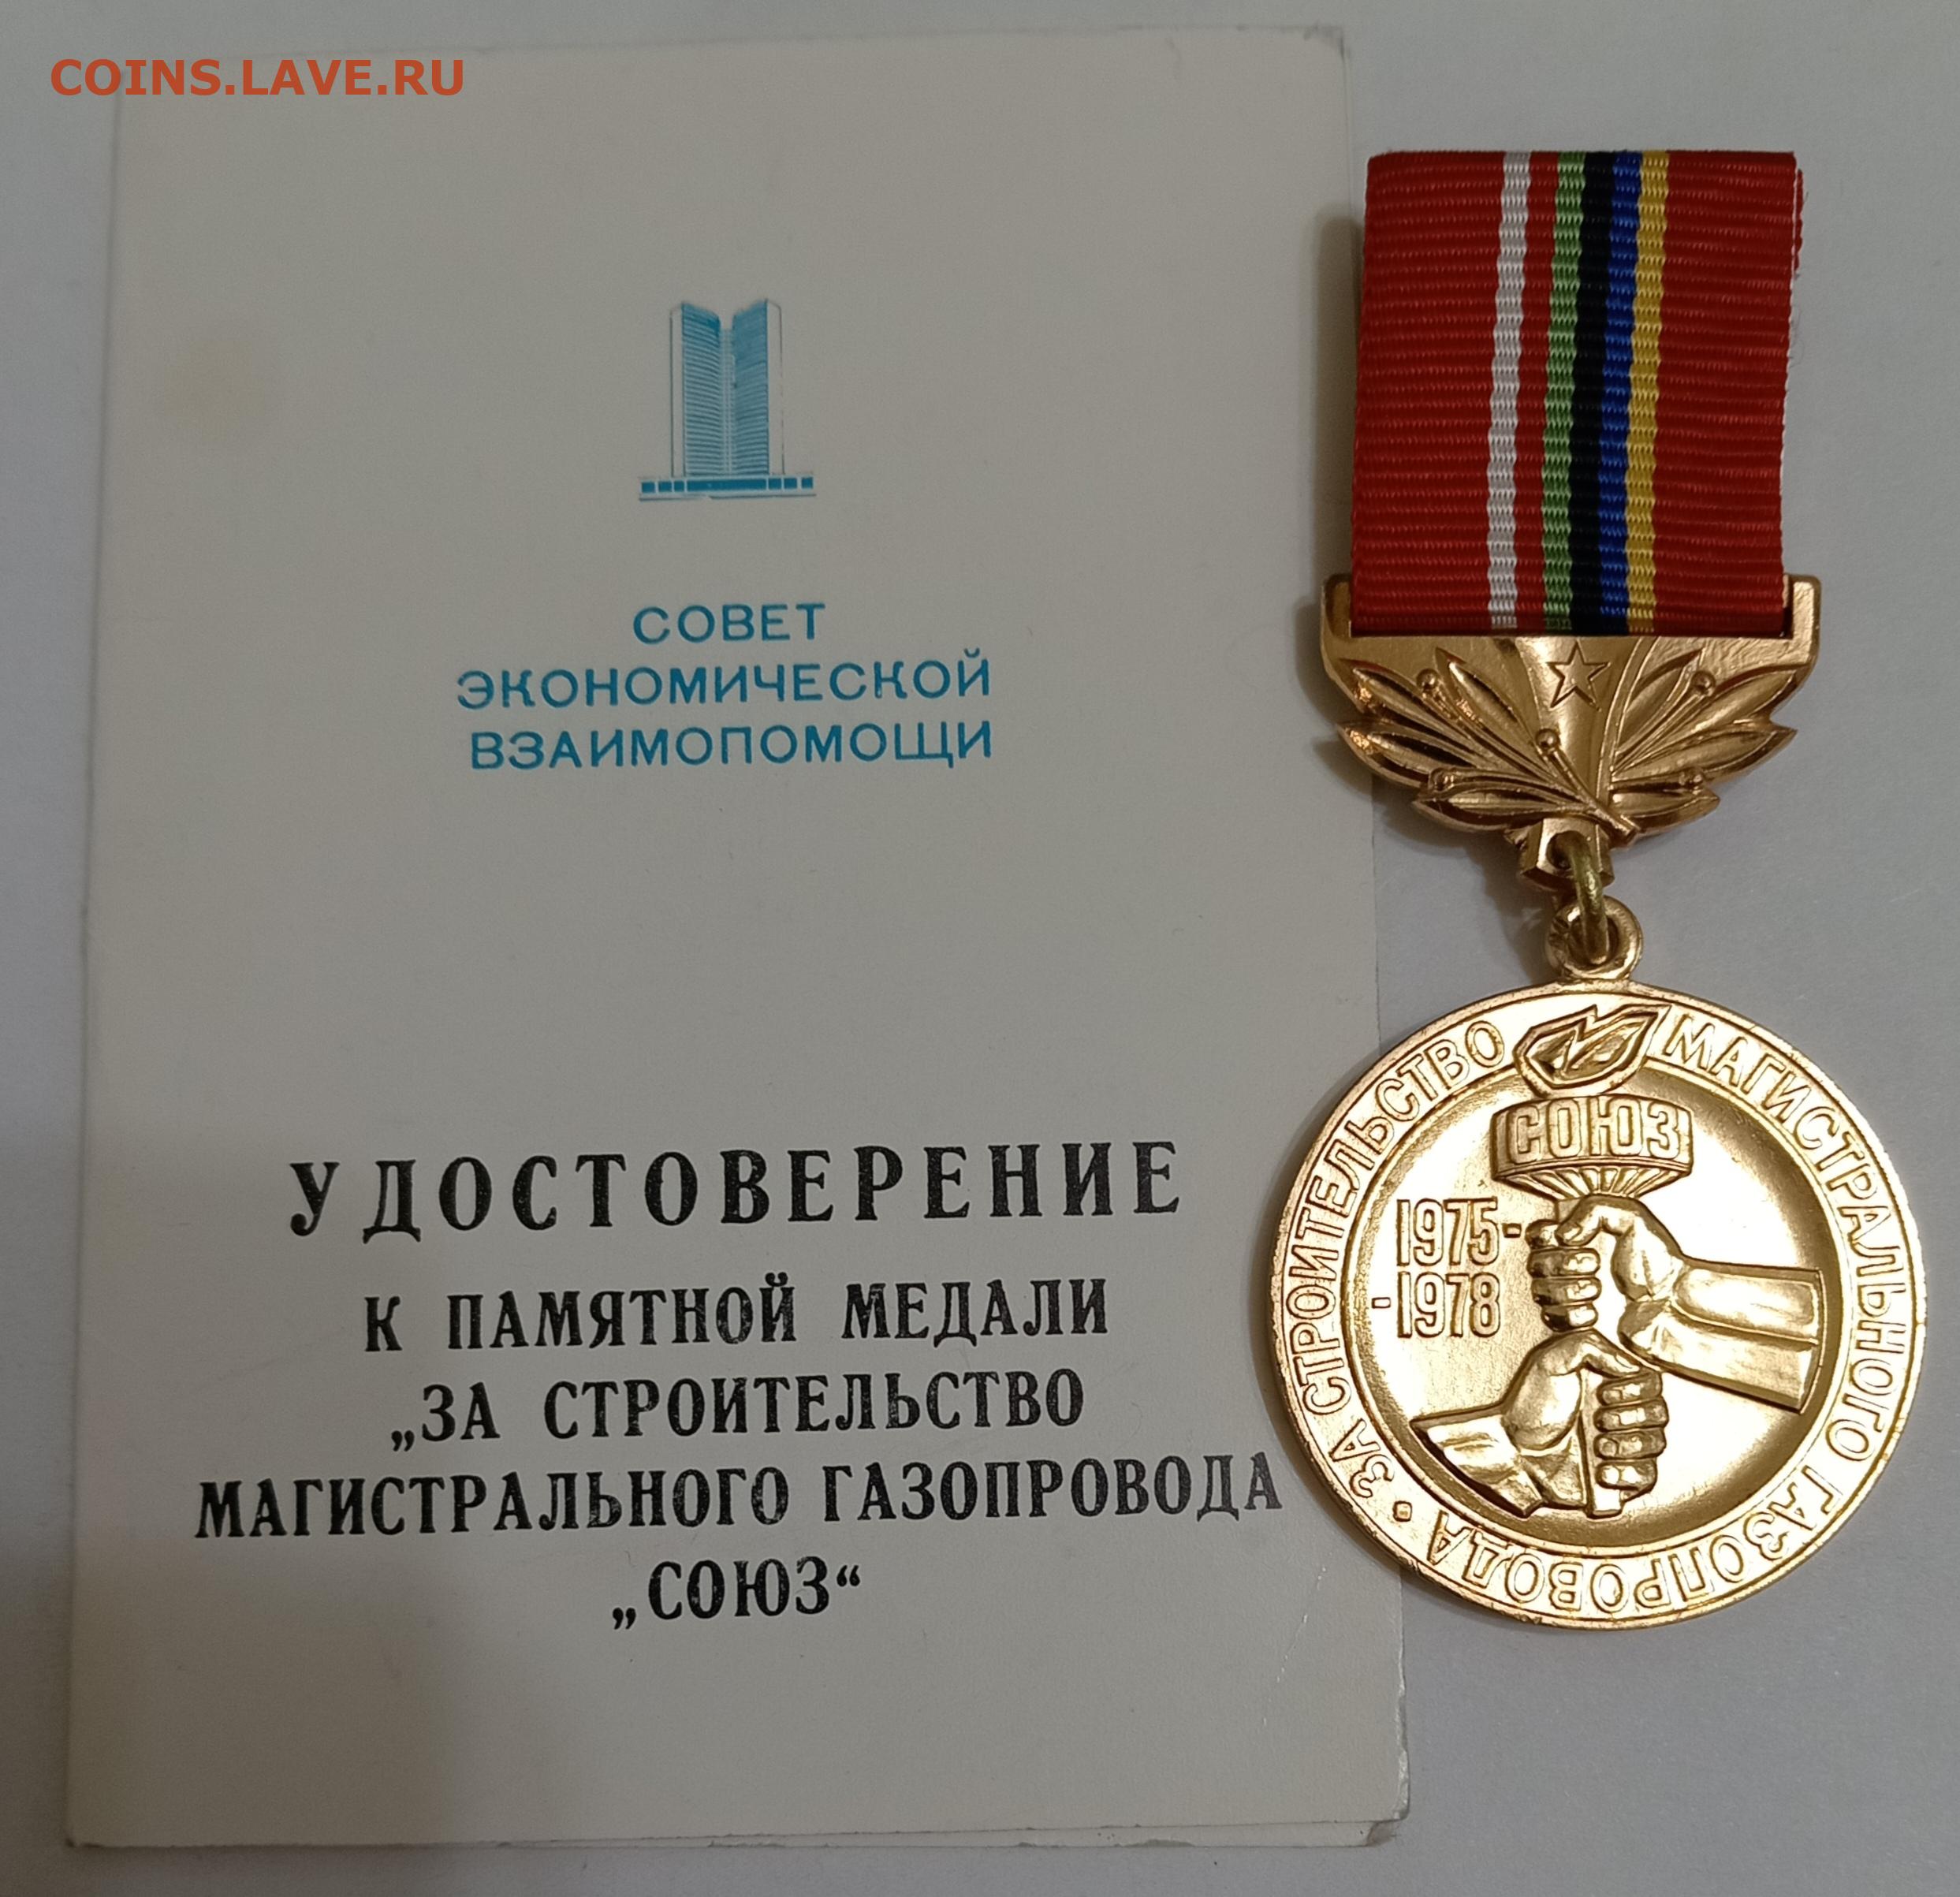 COINS.LAVE.RU
СОВЕТ
ЭКОНОМИЧЕСКОЙ
ВЗАИМОПОМОЩИ
УДОСТОВЕРЕНИЕ
К ПАМЯТНОЙ МЕДАЛИ
„ЗА СТРОИТЕЛЬСТВО
МАГИСТРАЛЬНОГО ГАЗОПРОВОДА
„СОЮЗ“
ЗА СТРОИТЕЛЬСТВО МАГИСТРАЛЬНОГО ГАЗОПРОВОДА
СОЮЗ
1975-
-1978